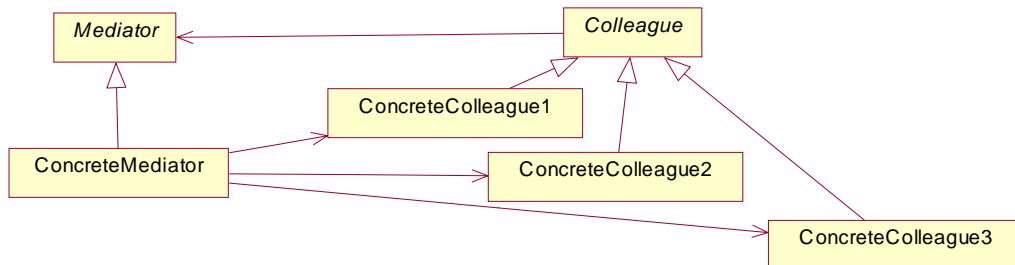 Mediator
Colleague
ConcreteColleague1
ConcreteMediator
ConcreteColleague2
ConcreteColleague3